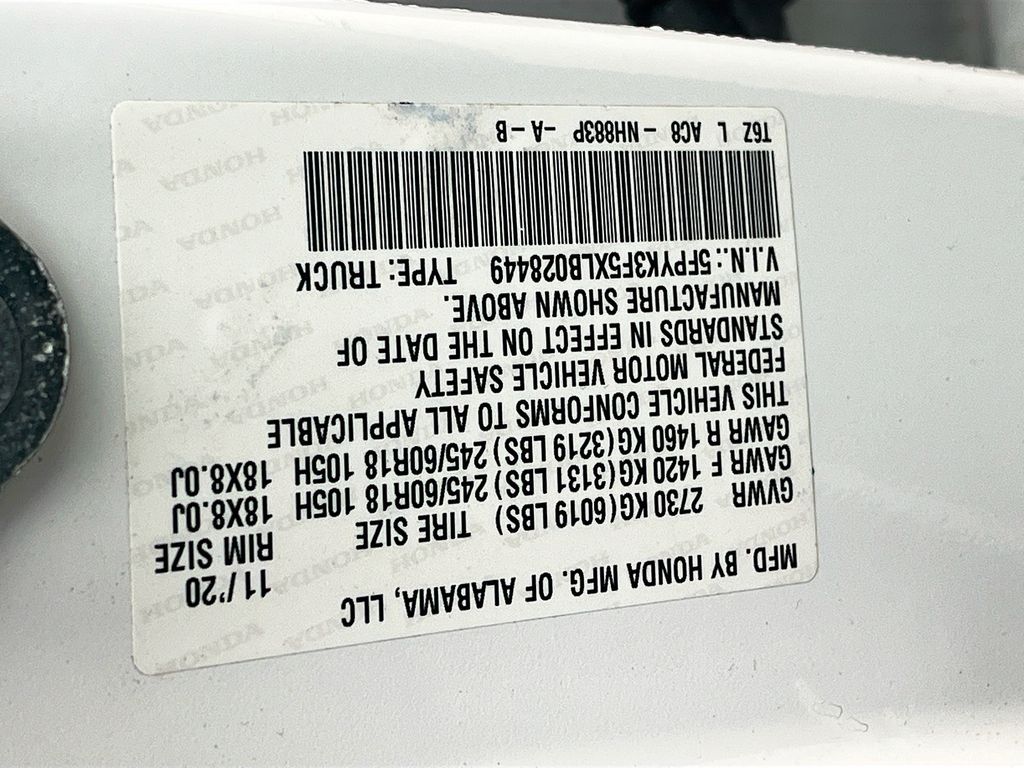 MFD. BY HONDA MFG. OF ALABAMA, LLC 11/'20
GVWR TIRE SIZE RIM SIZE
2730 KG (6019 LBS)
GAWR F 1420 KG (3131 LBS) 245/60R18 105H 18X8.0J
GAWR R 1460 KG (3219 LBS) 245/60R18 105H 18X8.0J
THIS VEHICLE CONFORMS TO ALL APPLICABLE
FEDERAL MOTOR VEHICLE SAFETY
STANDARDS IN EFFECT ON THE DATE OF
MANUFACTURE SHOWN ABOVE.
V.I.N.: 5FPYK3F5XLB028449 TYPE: TRUCK
T6Z L AC8 - NH883P -A-B
HONDA